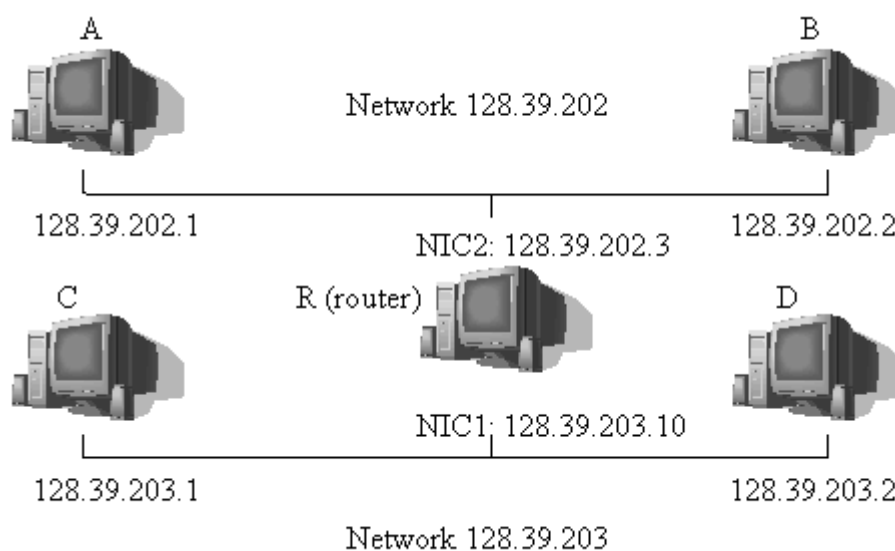 A
B
Network 128.39.202
128.39.202.1
NIC2: 128.39.202.3
128.39.202.2
C
R (router)
D
NIC1: 128.39.203.10
128.39.203.1
128.39.203.2
Network 128.39.203